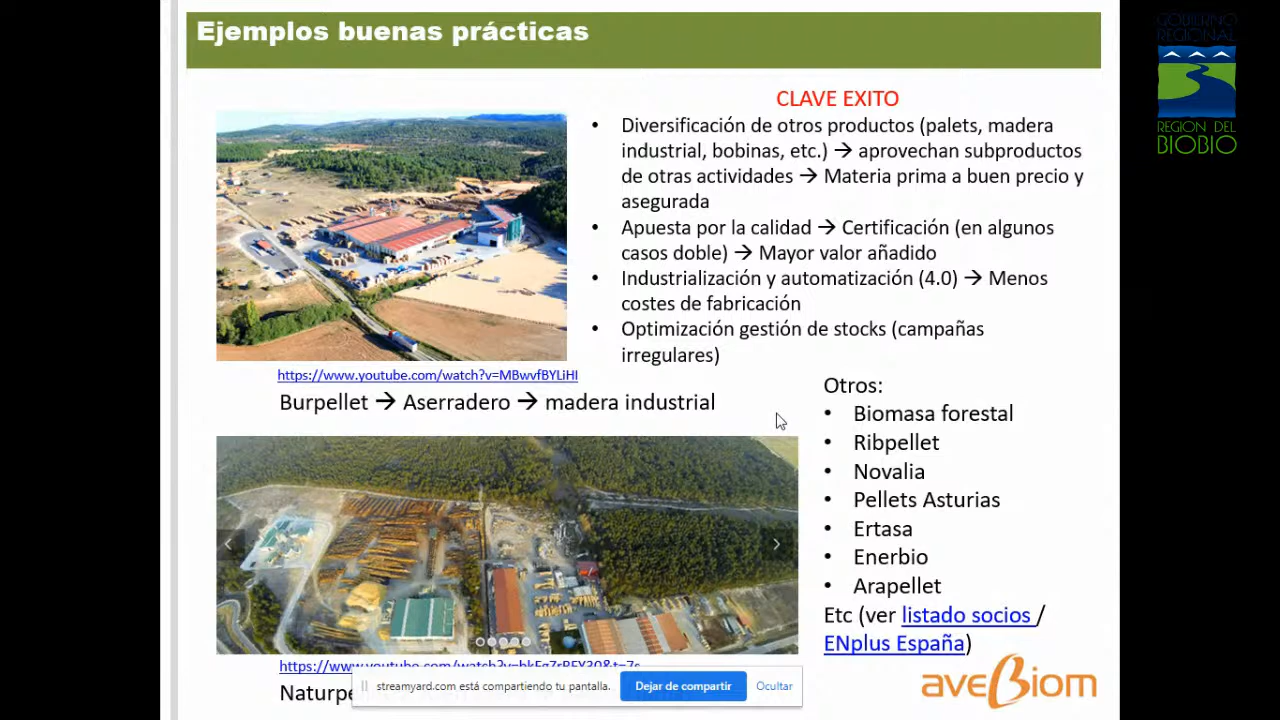 Ejemplos buenas prácticas
GOBIERNO
REGIONAL
REGION DEL
BIOBIO
CLAVE EXITO
• Diversificación de otros productos (palets, madera
industrial, bobinas, etc.) → aprovechan subproductos
de otras actividades → Materia prima a buen precio y
asegurada
• Apuesta por la calidad → Certificación (en algunos
casos doble) → Mayor valor añadido
• Industrialización y automatización (4.0) → Menos
costes de fabricación
• Optimización gestión de stocks (campañas
irregulares)
https://www.youtube.com/watch?v=MBwvfBYLiHI
Burpellet → Aserradero → madera industrial
Otros:
• Biomasa forestal
• Ribpellet
• Novalia
• Pellets Asturias
• Ertasa
• Enerbio
• Arapellet
Etc (ver listado socios /
ENplus España)
aveBiom
streamyard.com está compartiendo tu pantalla. Dejar de compartir Ocultar